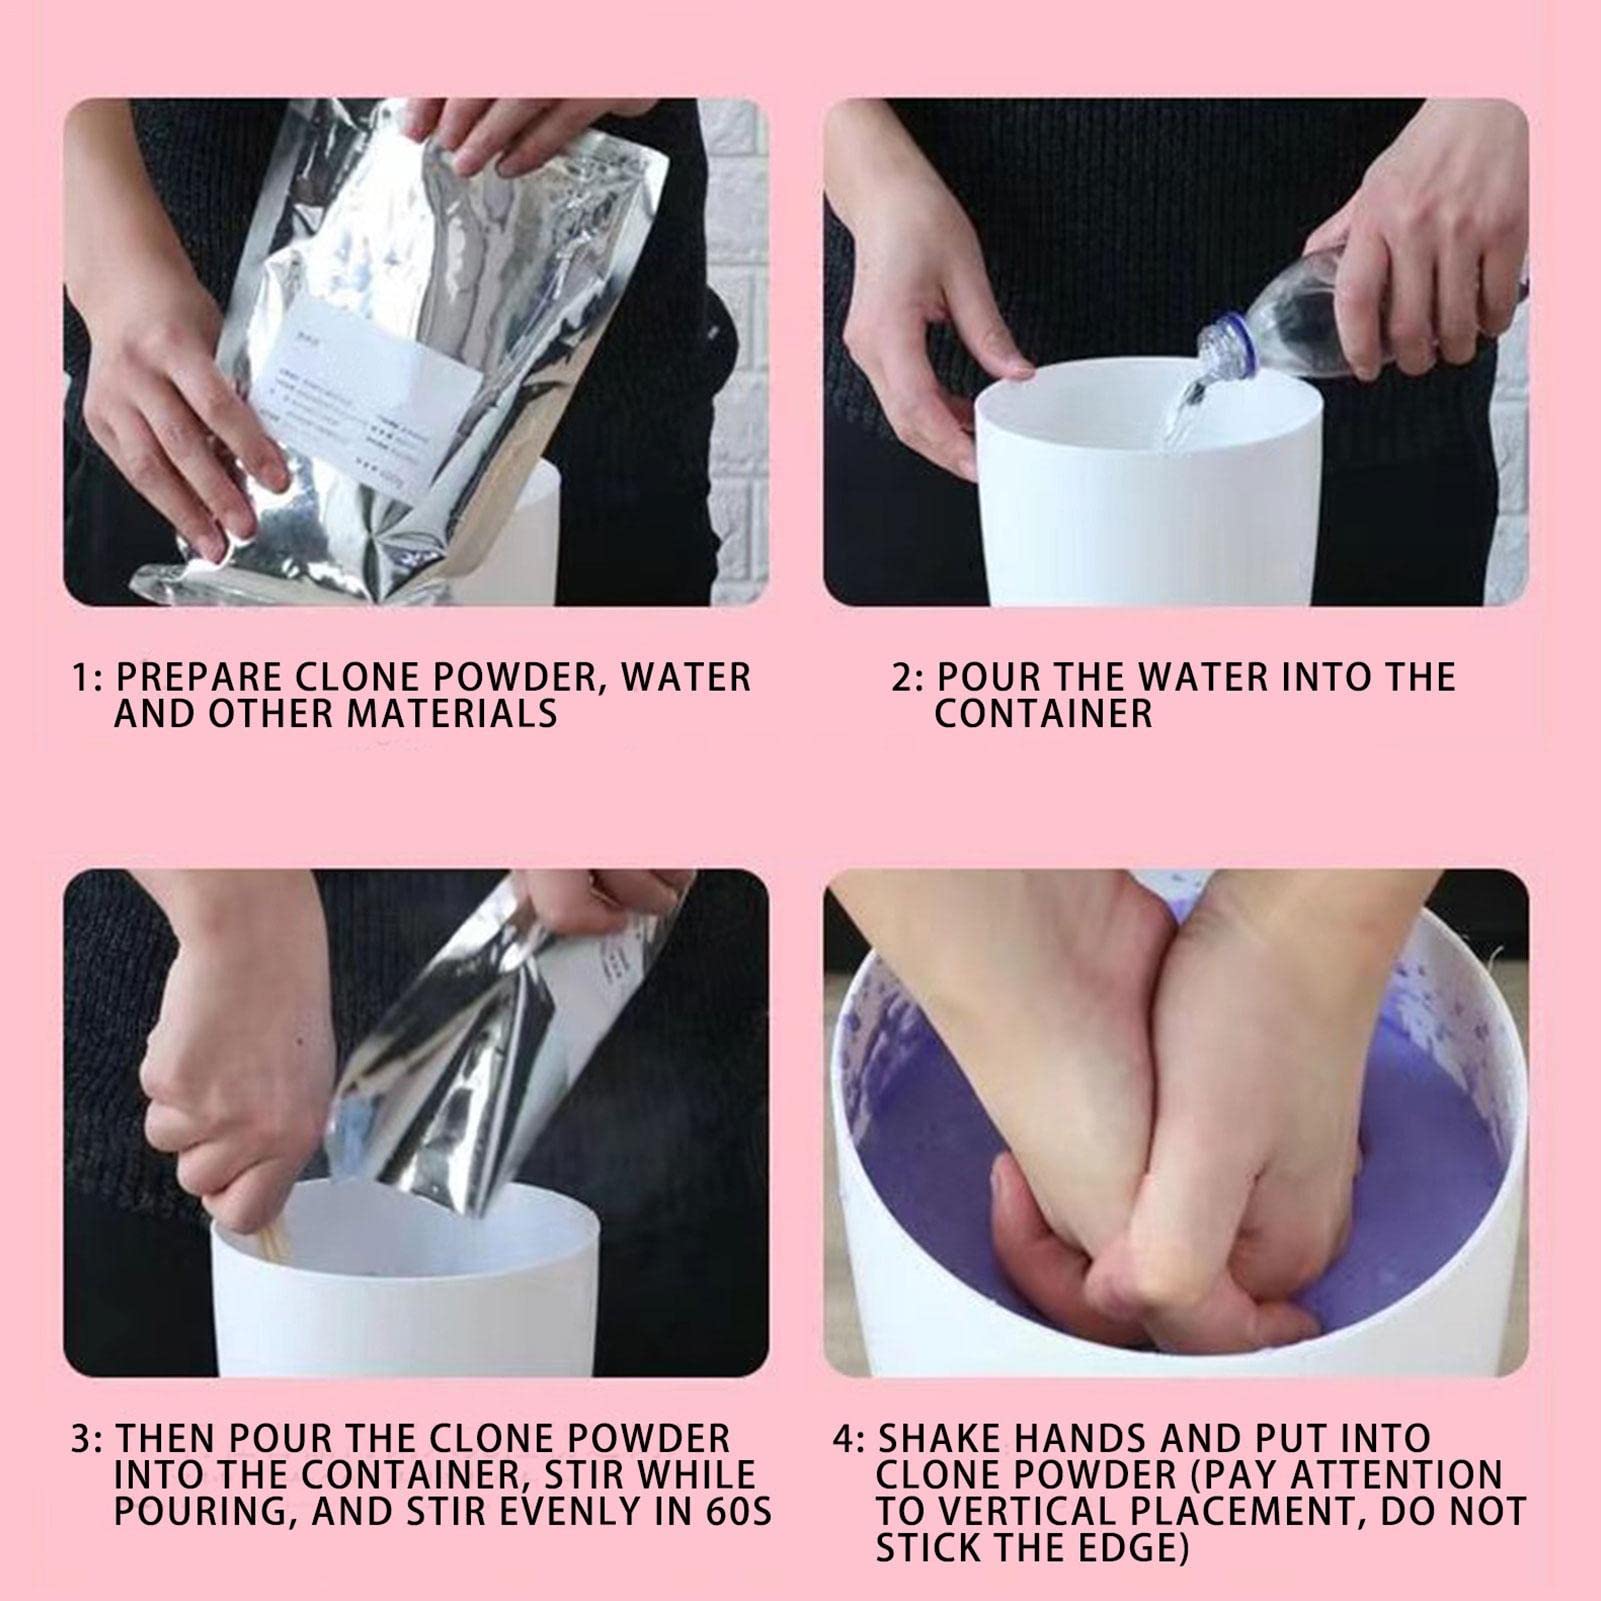 1: PREPARE CLONE POWDER, WATER
AND OTHER MATERIALS
2: POUR THE WATER INTO THE
CONTAINER
3: THEN POUR THE CLONE POWDER
INTO THE CONTAINER, STIR WHILE
POURING, AND STIR EVENLY IN 60S
4: SHAKE HANDS AND PUT INTO
CLONE POWDER (PAY ATTENTION
TO VERTICAL PLACEMENT, DO NOT
STICK THE EDGE)